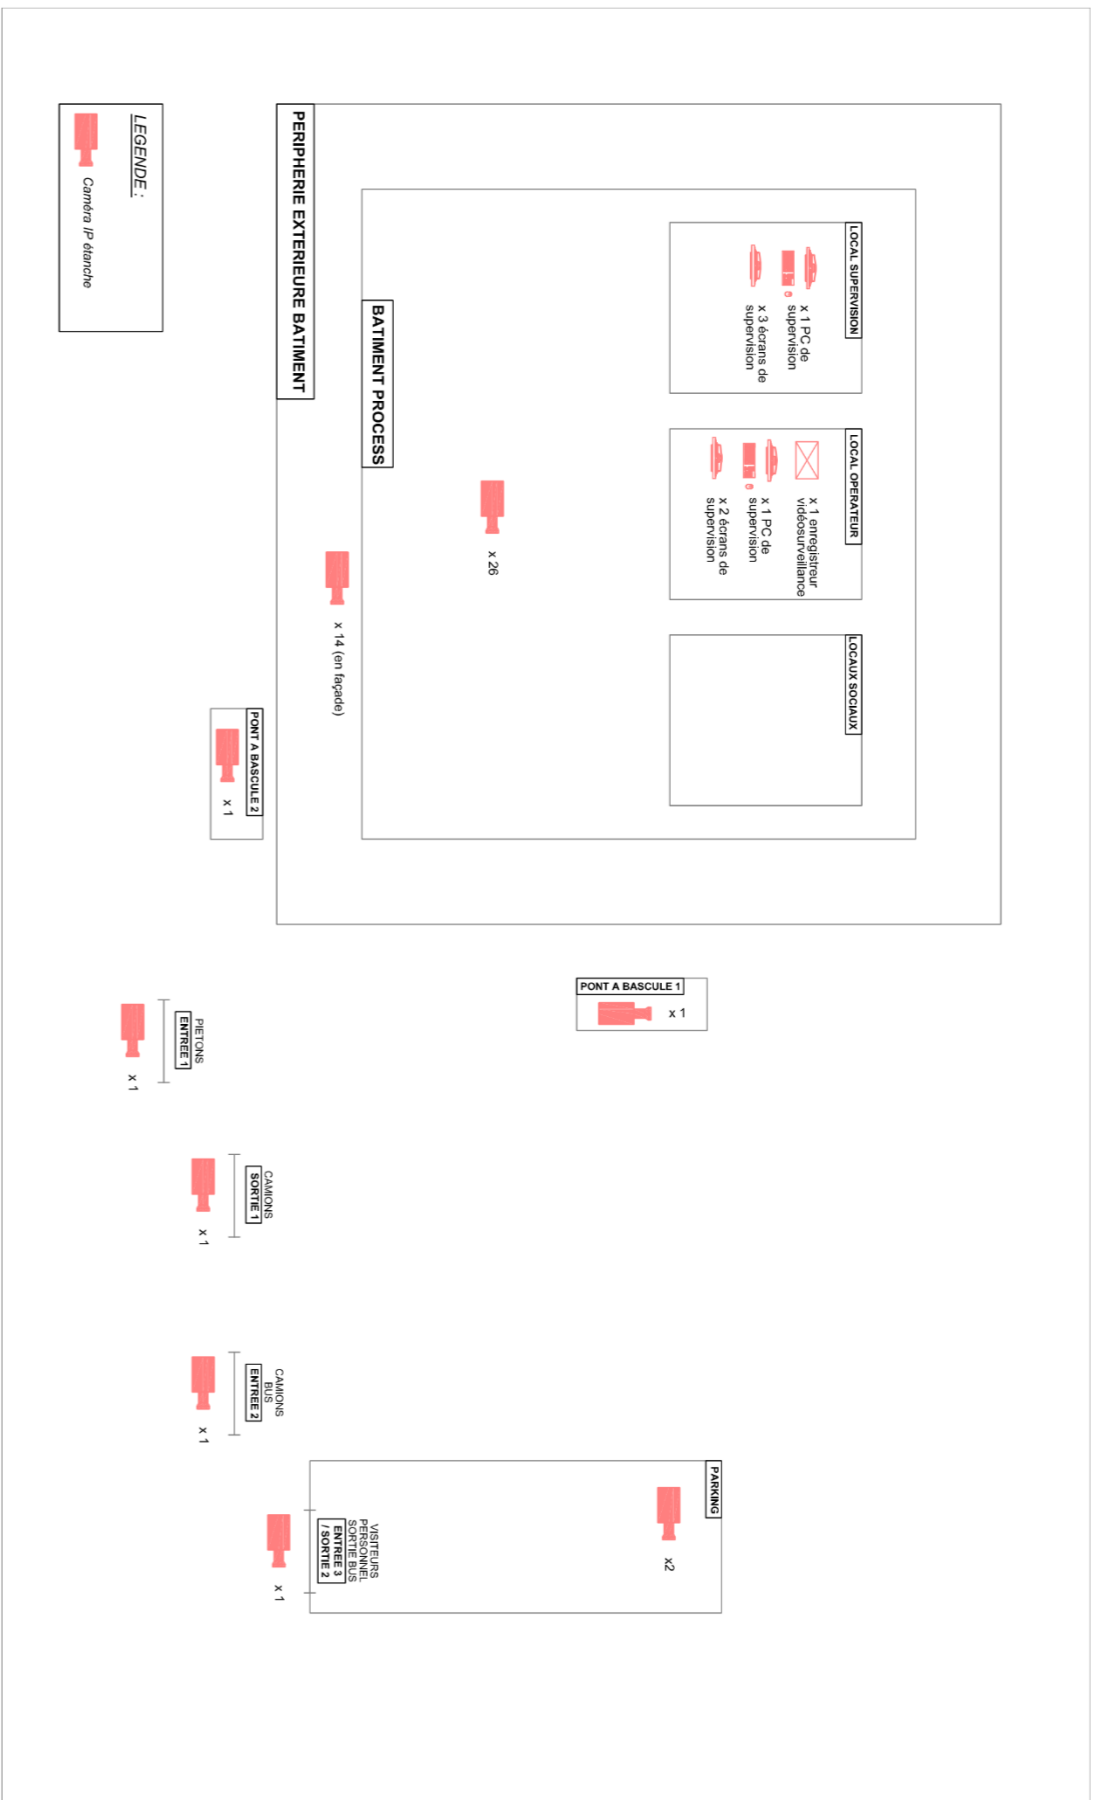 LOCAL SUPERVISION
x 1 PC de
supervision
x 3 écrans de
supervision
LOCAL OPERATEUR
x 1 enregistreur
vidéosurveillance
x 1 PC de
supervision
x 2 écrans de
supervision
LOCAUX SOCIAUX
x 26
BATIMENT PROCESS
x 14 (en façade)
PERIPHERIE EXTERIEURE BATIMENT
PONT A BASCULE 2
x 1
PONT A BASCULE 1
x 1
PIETONS
ENTREE 1
x 1
CAMIONS
SORTIE 1
x 1
CAMIONS
BUS
ENTREE 2
x 1
PARKING
x2
VISITEURS
PERSONNEL
SORTIE BUS
ENTREE 3
/ SORTIE 2
x 1
LEGENDE :
Caméra IP étanche